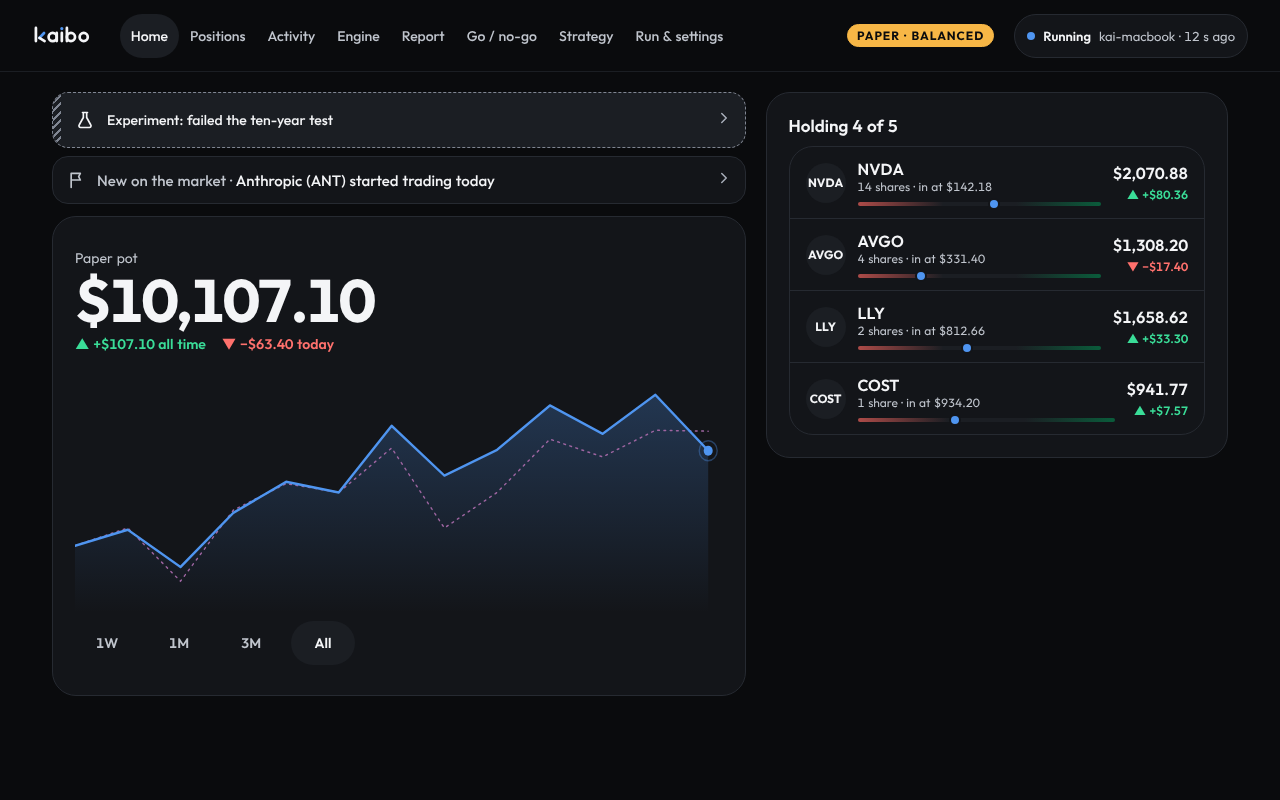 kaibo
Home Positions Activity Engine Report Go / no-go Strategy Run & settings
PAPER · BALANCED
Running kai-macbook · 12 s ago
Experiment: failed the ten-year test
New on the market · Anthropic (ANT) started trading today
Paper pot
$10,107.10
▲ +$107.10 all time ▼ −$63.40 today
1W 1M 3M All
Holding 4 of 5
NVDA
NVDA
14 shares · in at $142.18
$2,070.88
▲ +$80.36
AVGO
AVGO
4 shares · in at $331.40
$1,308.20
▼ −$17.40
LLY
LLY
2 shares · in at $812.66
$1,658.62
▲ +$33.30
COST
COST
1 share · in at $934.20
$941.77
▲ +$7.57